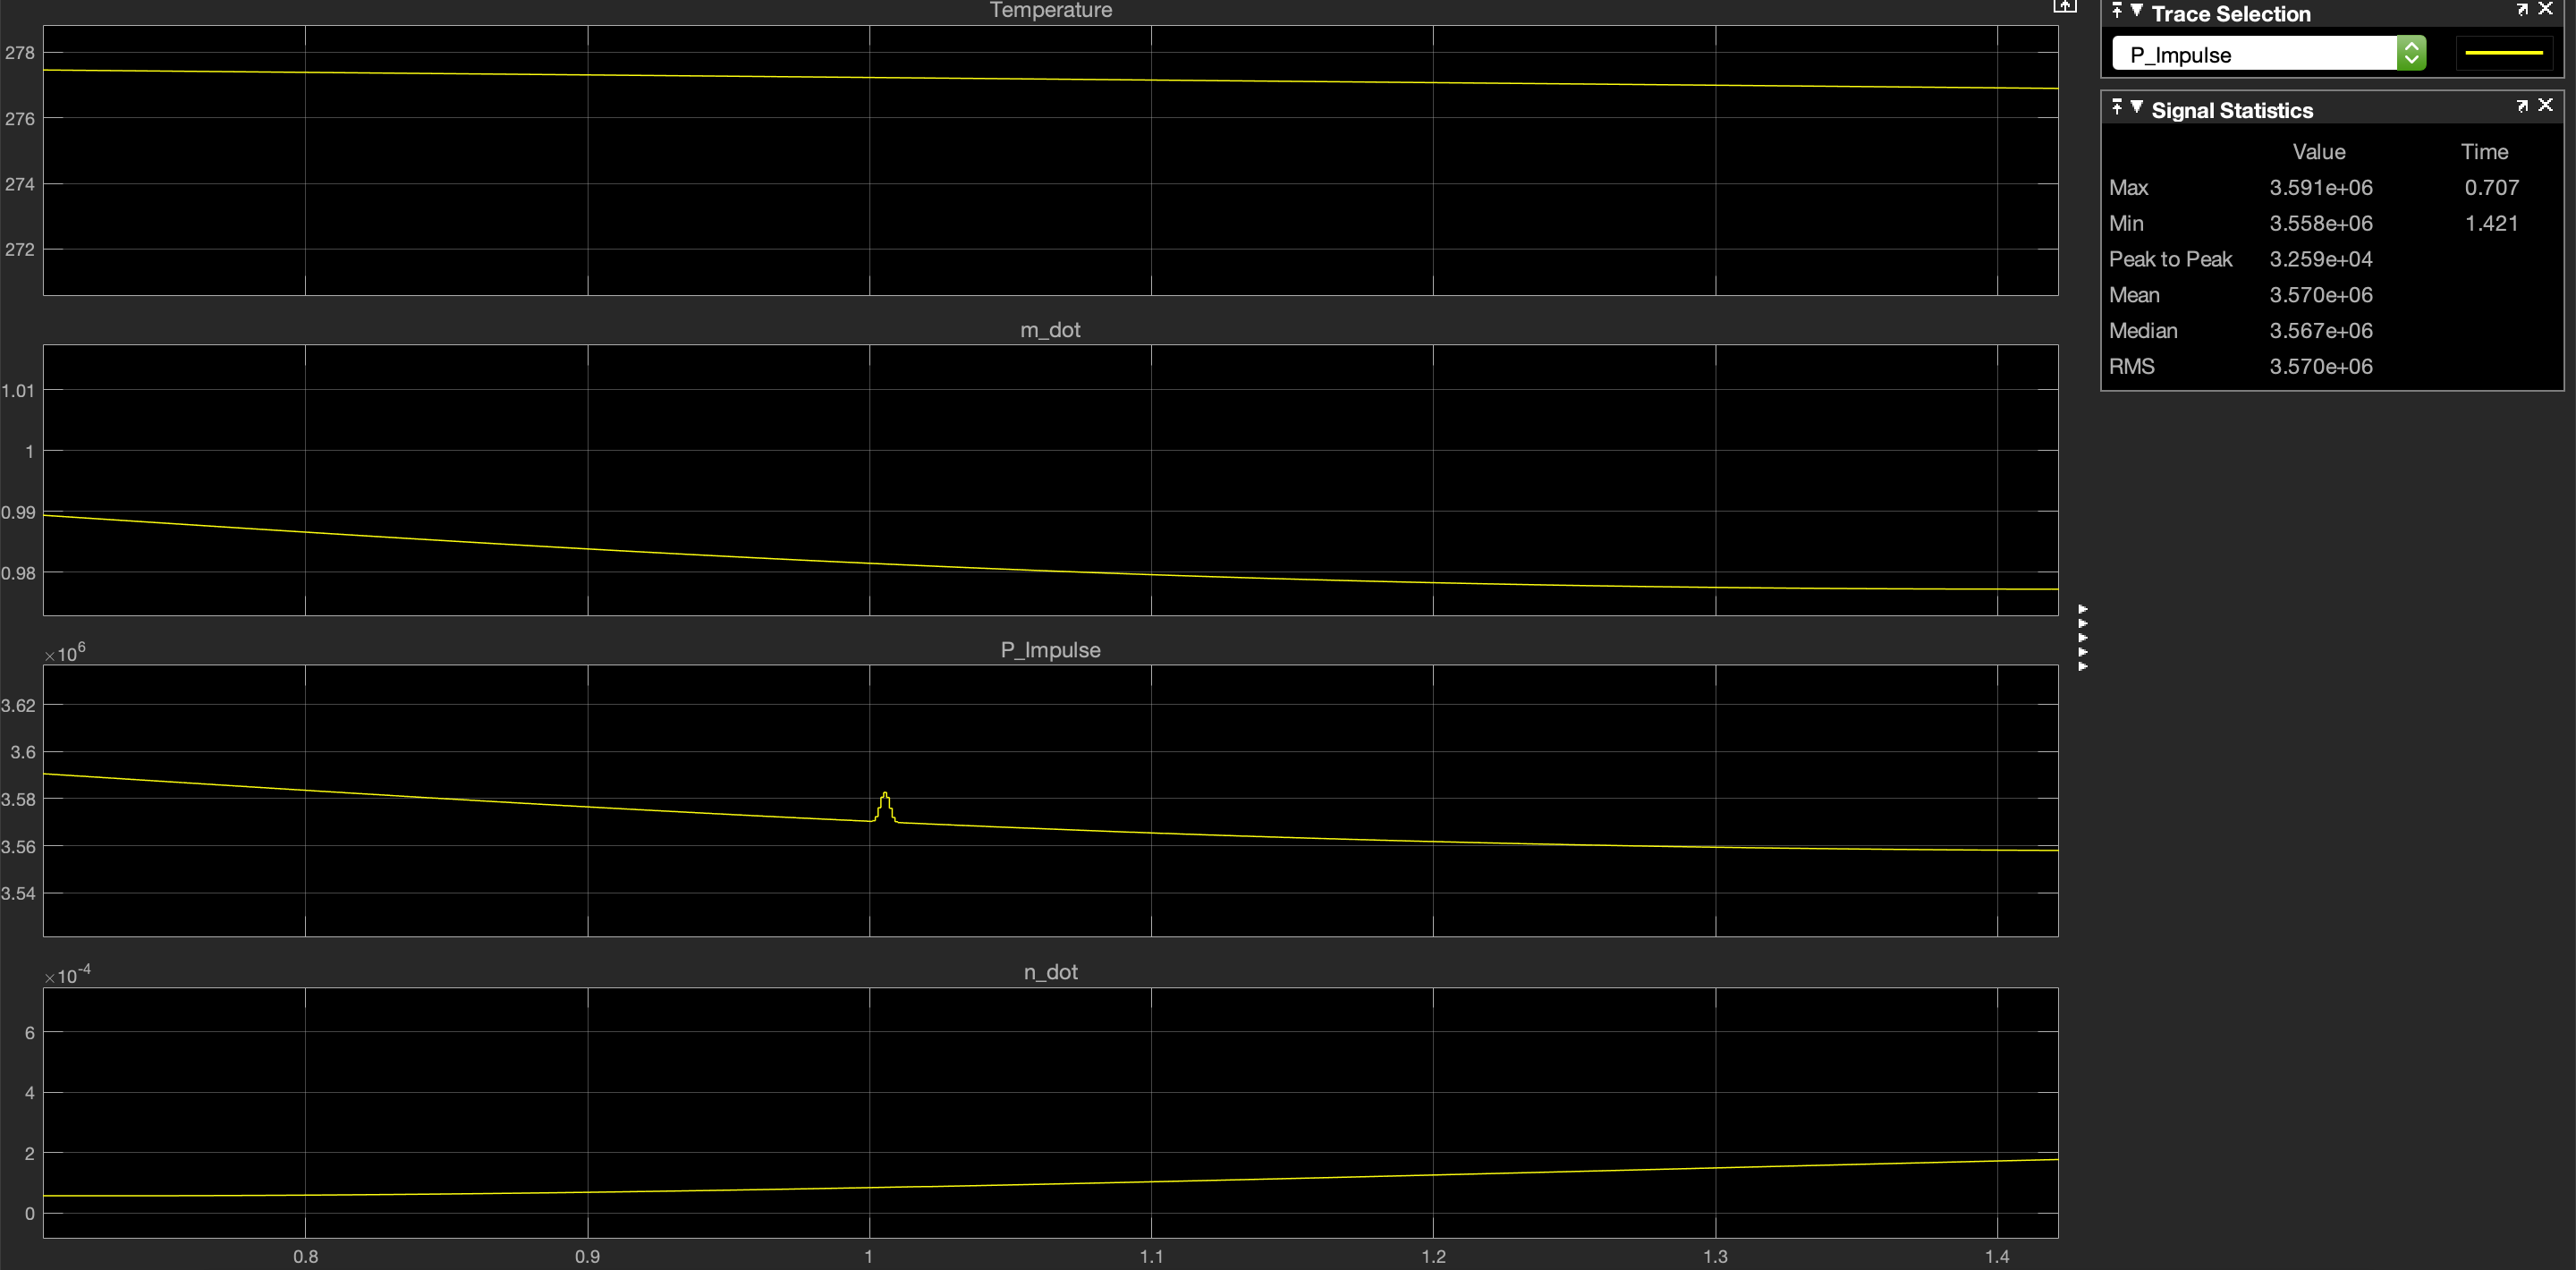 Temperature
278
276
274
272
m_dot
1.01
1
0.99
0.98
P_Impulse
×10⁶
3.62
3.6
3.58
3.56
3.54
n_dot
×10⁻⁴
6
4
2
0
0.8 0.9 1 1.1 1.2 1.3 1.4
Trace Selection
P_Impulse
Signal Statistics
Value Time
Max 3.591e+06 0.707
Min 3.558e+06 1.421
Peak to Peak 3.259e+04
Mean 3.570e+06
Median 3.567e+06
RMS 3.570e+06